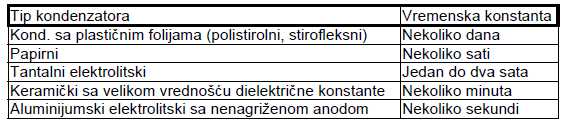 Tip kondenzatora Vremenska konstanta
Kond. sa plastičnim folijama (polistirolni, stirofleksni) Nekoliko dana
Papirni Nekoliko sati
Tantalni elektrolitski Jedan do dva sata
Keramički sa velikom vrednošću dielektrične konstante Nekoliko minuta
Aluminijumski elektrolitski sa nenagriženom anodom Nekoliko sekundi